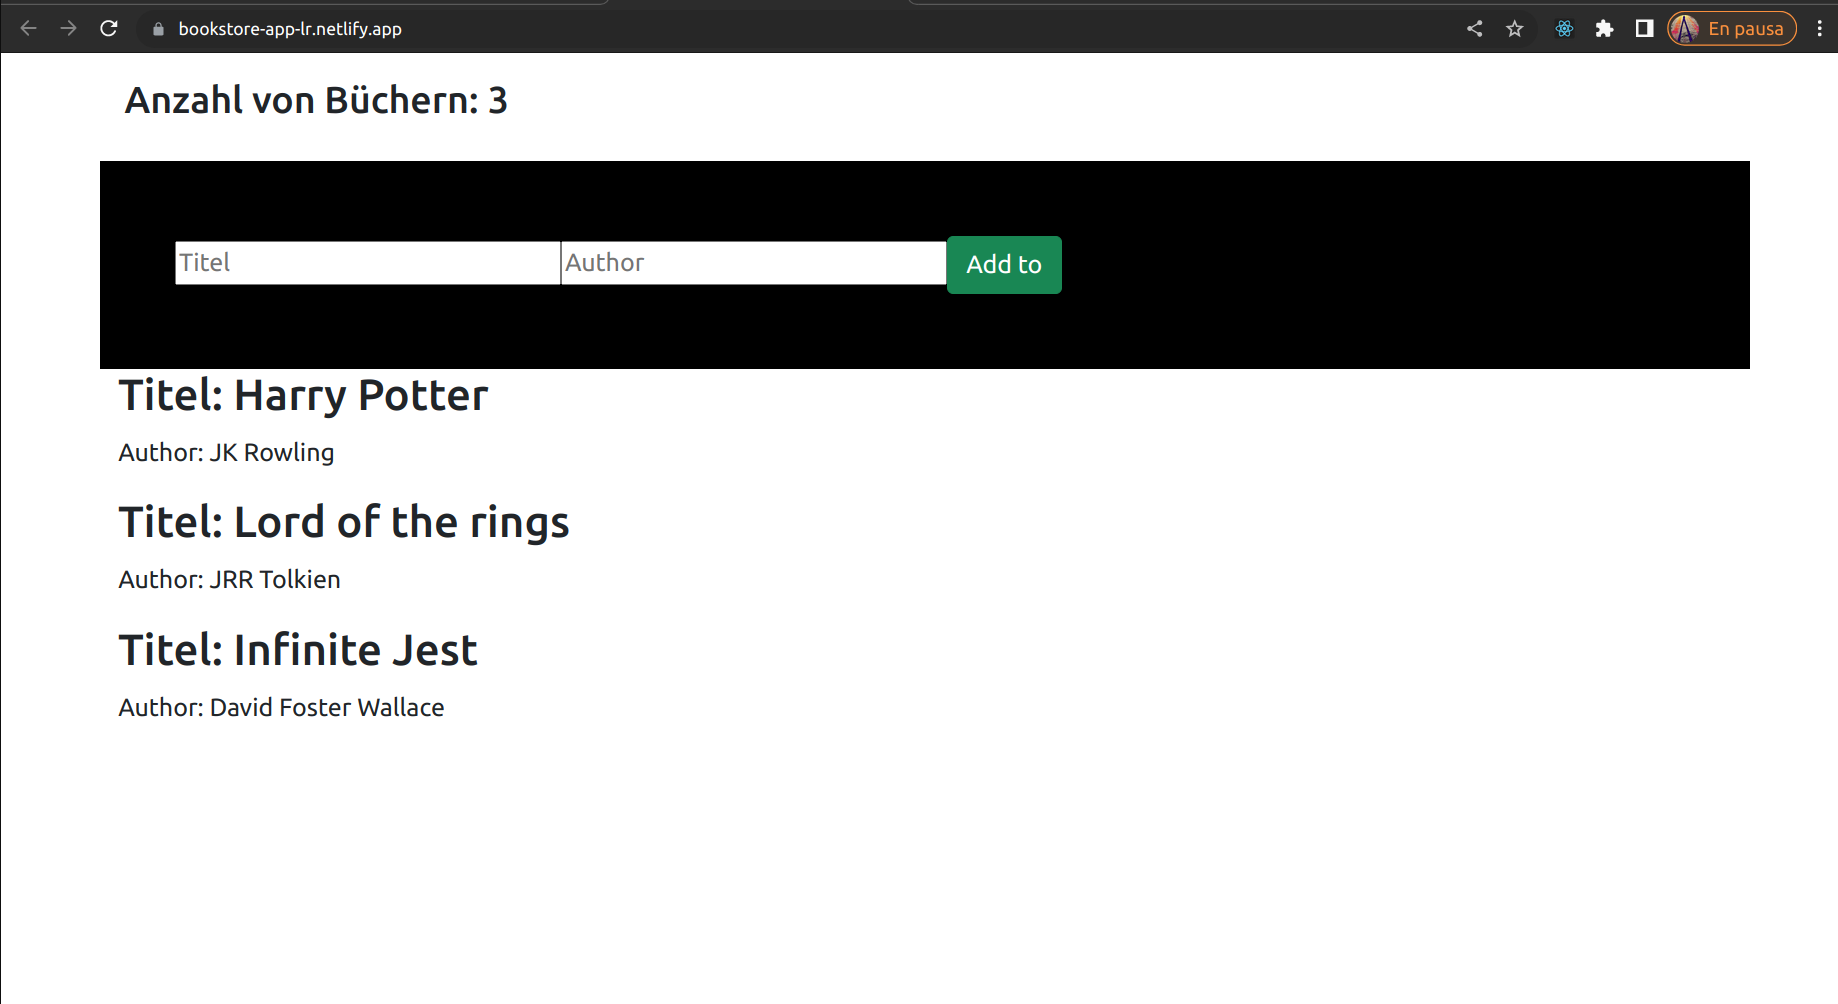 bookstore-app-lr.netlify.app
En pausa
Anzahl von Büchern: 3
Titel
Author
Add to
Titel: Harry Potter
Author: JK Rowling
Titel: Lord of the rings
Author: JRR Tolkien
Titel: Infinite Jest
Author: David Foster Wallace